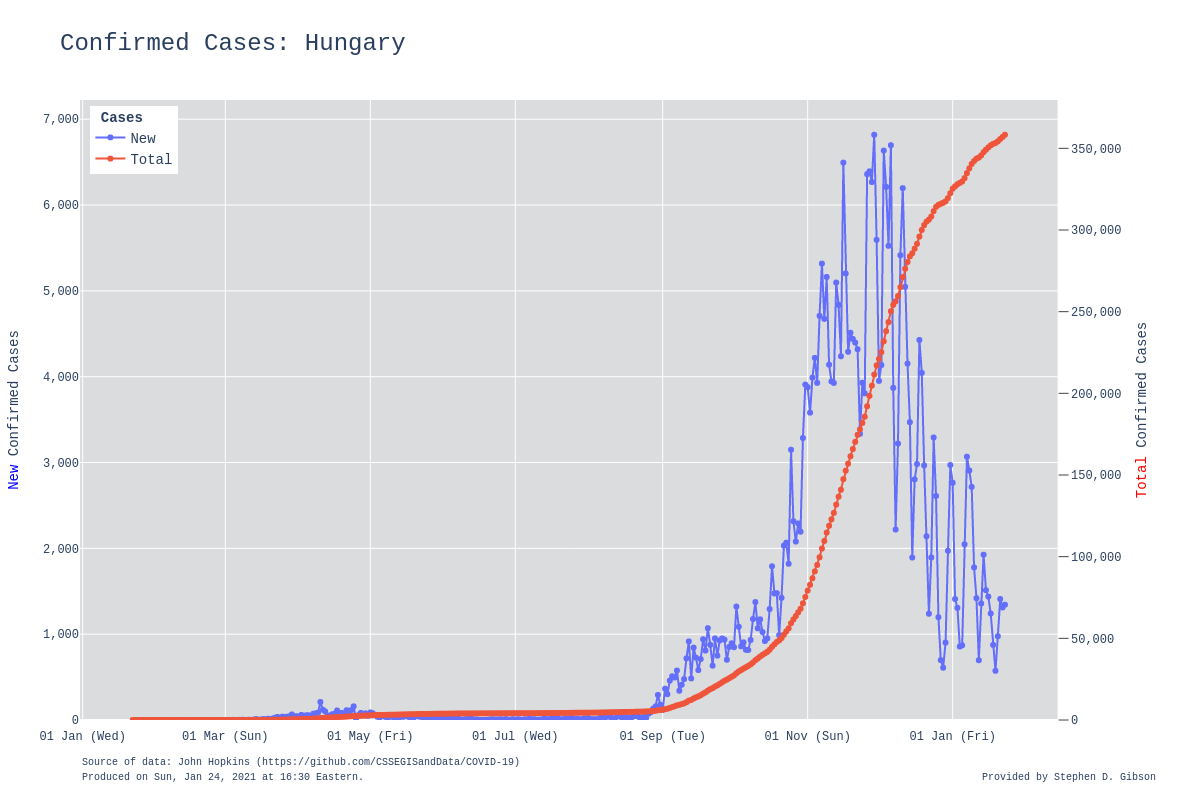 Confirmed Cases: Hungary
Cases
New
Total
7,000
6,000
5,000
4,000
3,000
2,000
1,000
0
New Confirmed Cases
350,000
300,000
250,000
200,000
150,000
100,000
50,000
0
Total Confirmed Cases
01 Jan (Wed) 01 Mar (Sun) 01 May (Fri) 01 Jul (Wed) 01 Sep (Tue) 01 Nov (Sun) 01 Jan (Fri)
Source of data: John Hopkins (https://github.com/CSSEGISandData/COVID-19)
Produced on Sun, Jan 24, 2021 at 16:30 Eastern.
Provided by Stephen D. Gibson